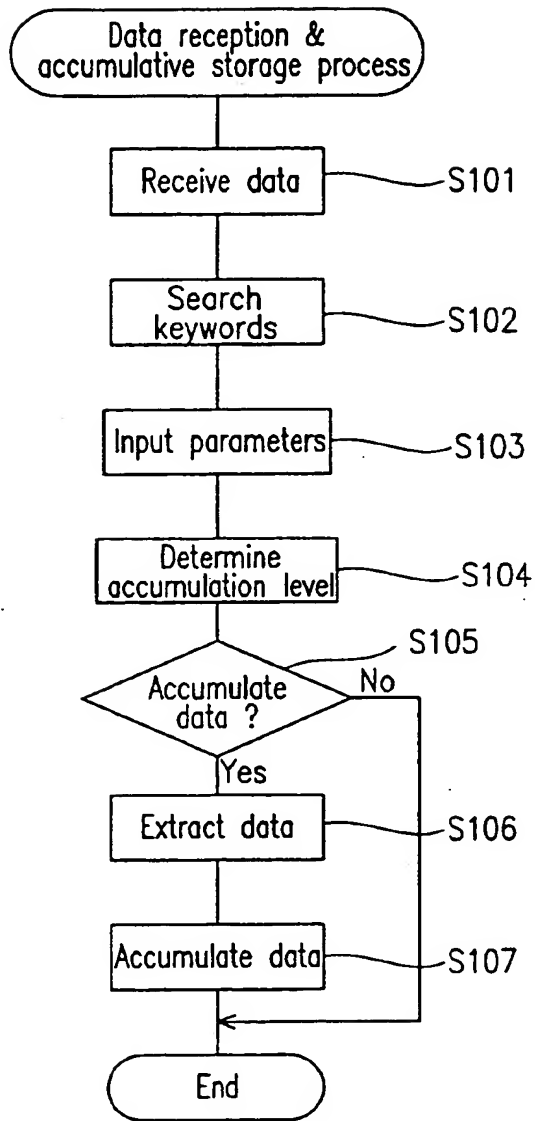 Data reception &
accumulative storage process
Receive data
S101
Search
keywords
S102
Input parameters
S103
Determine
accumulation level
S104
S105
Accumulate
data ?
No
Yes
Extract data
S106
Accumulate data
S107
End